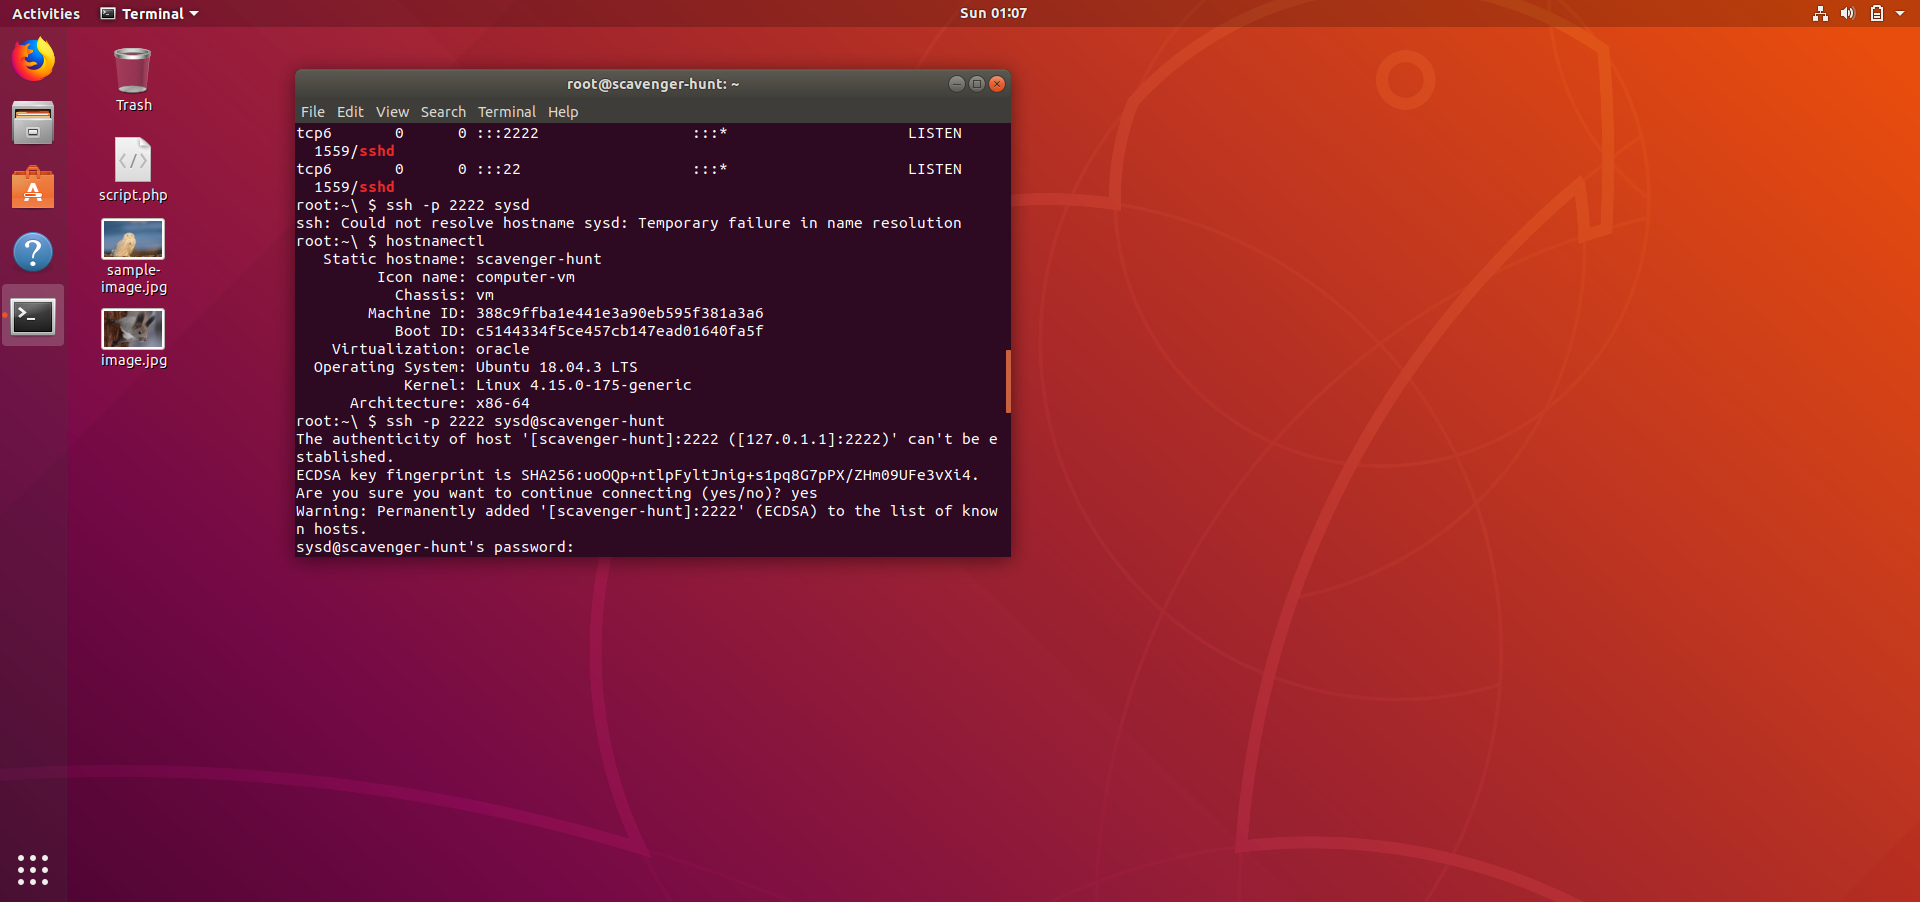 Activities Terminal Sun 01:07
Trash
script.php
sample-
image.jpg
image.jpg
root@scavenger-hunt: ~
File Edit View Search Terminal Help
tcp6       0      0 :::2222                 :::*                    LISTEN
  1559/sshd
tcp6       0      0 :::22                   :::*                    LISTEN
  1559/sshd
root:~\ $ ssh -p 2222 sysd
ssh: Could not resolve hostname sysd: Temporary failure in name resolution
root:~\ $ hostnamectl
   Static hostname: scavenger-hunt
         Icon name: computer-vm
           Chassis: vm
        Machine ID: 388c9ffba1e441e3a90eb595f381a3a6
           Boot ID: c5144334f5ce457cb147ead01640fa5f
    Virtualization: oracle
  Operating System: Ubuntu 18.04.3 LTS
            Kernel: Linux 4.15.0-175-generic
      Architecture: x86-64
root:~\ $ ssh -p 2222 sysd@scavenger-hunt
The authenticity of host '[scavenger-hunt]:2222 ([127.0.1.1]:2222)' can't be e
stablished.
ECDSA key fingerprint is SHA256:uoOQp+ntlpFyltJnig+s1pq8G7pPX/ZHm09UFe3vXi4.
Are you sure you want to continue connecting (yes/no)? yes
Warning: Permanently added '[scavenger-hunt]:2222' (ECDSA) to the list of know
n hosts.
sysd@scavenger-hunt's password: